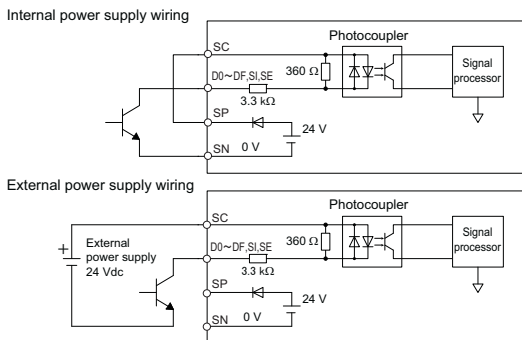 Internal power supply wiring
Photocoupler
SC
360 Ω
Signal
processor
D0~DF,SI,SE
3.3 kΩ
SP
24 V
0 V
SN
External power supply wiring
Photocoupler
SC
+
External
power supply
24 Vdc
360 Ω
Signal
processor
D0~DF,SI,SE
3.3 kΩ
SP
24 V
0 V
SN